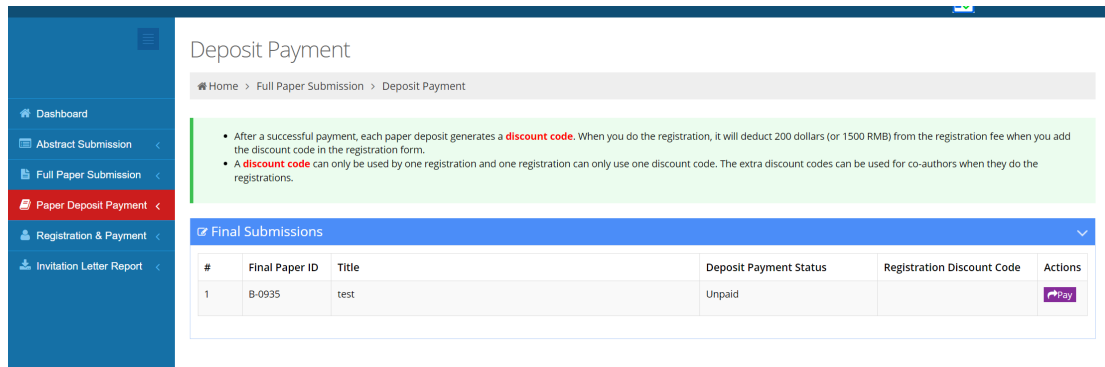 Deposit Payment
Home > Full Paper Submission > Deposit Payment
Dashboard
Abstract Submission <
Full Paper Submission <
Paper Deposit Payment <
Registration & Payment <
Invitation Letter Report <
• After a successful payment, each paper deposit generates a discount code. When you do the registration, it will deduct 200 dollars (or 1500 RMB) from the registration fee when you add
the discount code in the registration form.
• A discount code can only be used by one registration and one registration can only use one discount code. The extra discount codes can be used for co-authors when they do the
registrations.
Final Submissions
# Final Paper ID Title Deposit Payment Status Registration Discount Code Actions
1 B-0935 test Unpaid Pay